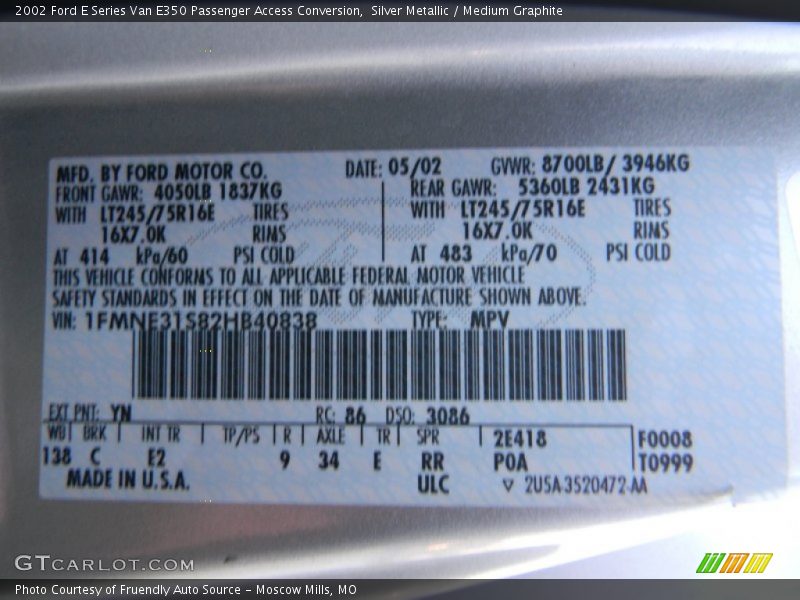 2002 Ford E Series Van E350 Passenger Access Conversion, Silver Metallic / Medium Graphite
MFD. BY FORD MOTOR CO. DATE: 05/02 GVWR: 8700LB/ 3946KG
FRONT GAWR: 4050LB 1837KG REAR GAWR: 5360LB 2431KG
WITH LT245/75R16E TIRES WITH LT245/75R16E TIRES
16X7.0K RIMS 16X7.0K RIMS
AT 414 kPa/60 PSI COLD AT 483 kPa/70 PSI COLD
THIS VEHICLE CONFORMS TO ALL APPLICABLE FEDERAL MOTOR VEHICLE
SAFETY STANDARDS IN EFFECT ON THE DATE OF MANUFACTURE SHOWN ABOVE.
VIN: 1FMNE31S82HB40838 TYPE: MPV
EXT PNT: YN RC: 86 DSO: 3086
WB BRK INT TR TP/PS R AXLE TR SPR 2E418 F0008
138 C E2 9 34 E RR P0A T0999
MADE IN U.S.A. ULC 2U5A-3520472-AA
GTCARLOT.COM
Photo Courtesy of Fruendly Auto Source - Moscow Mills, MO